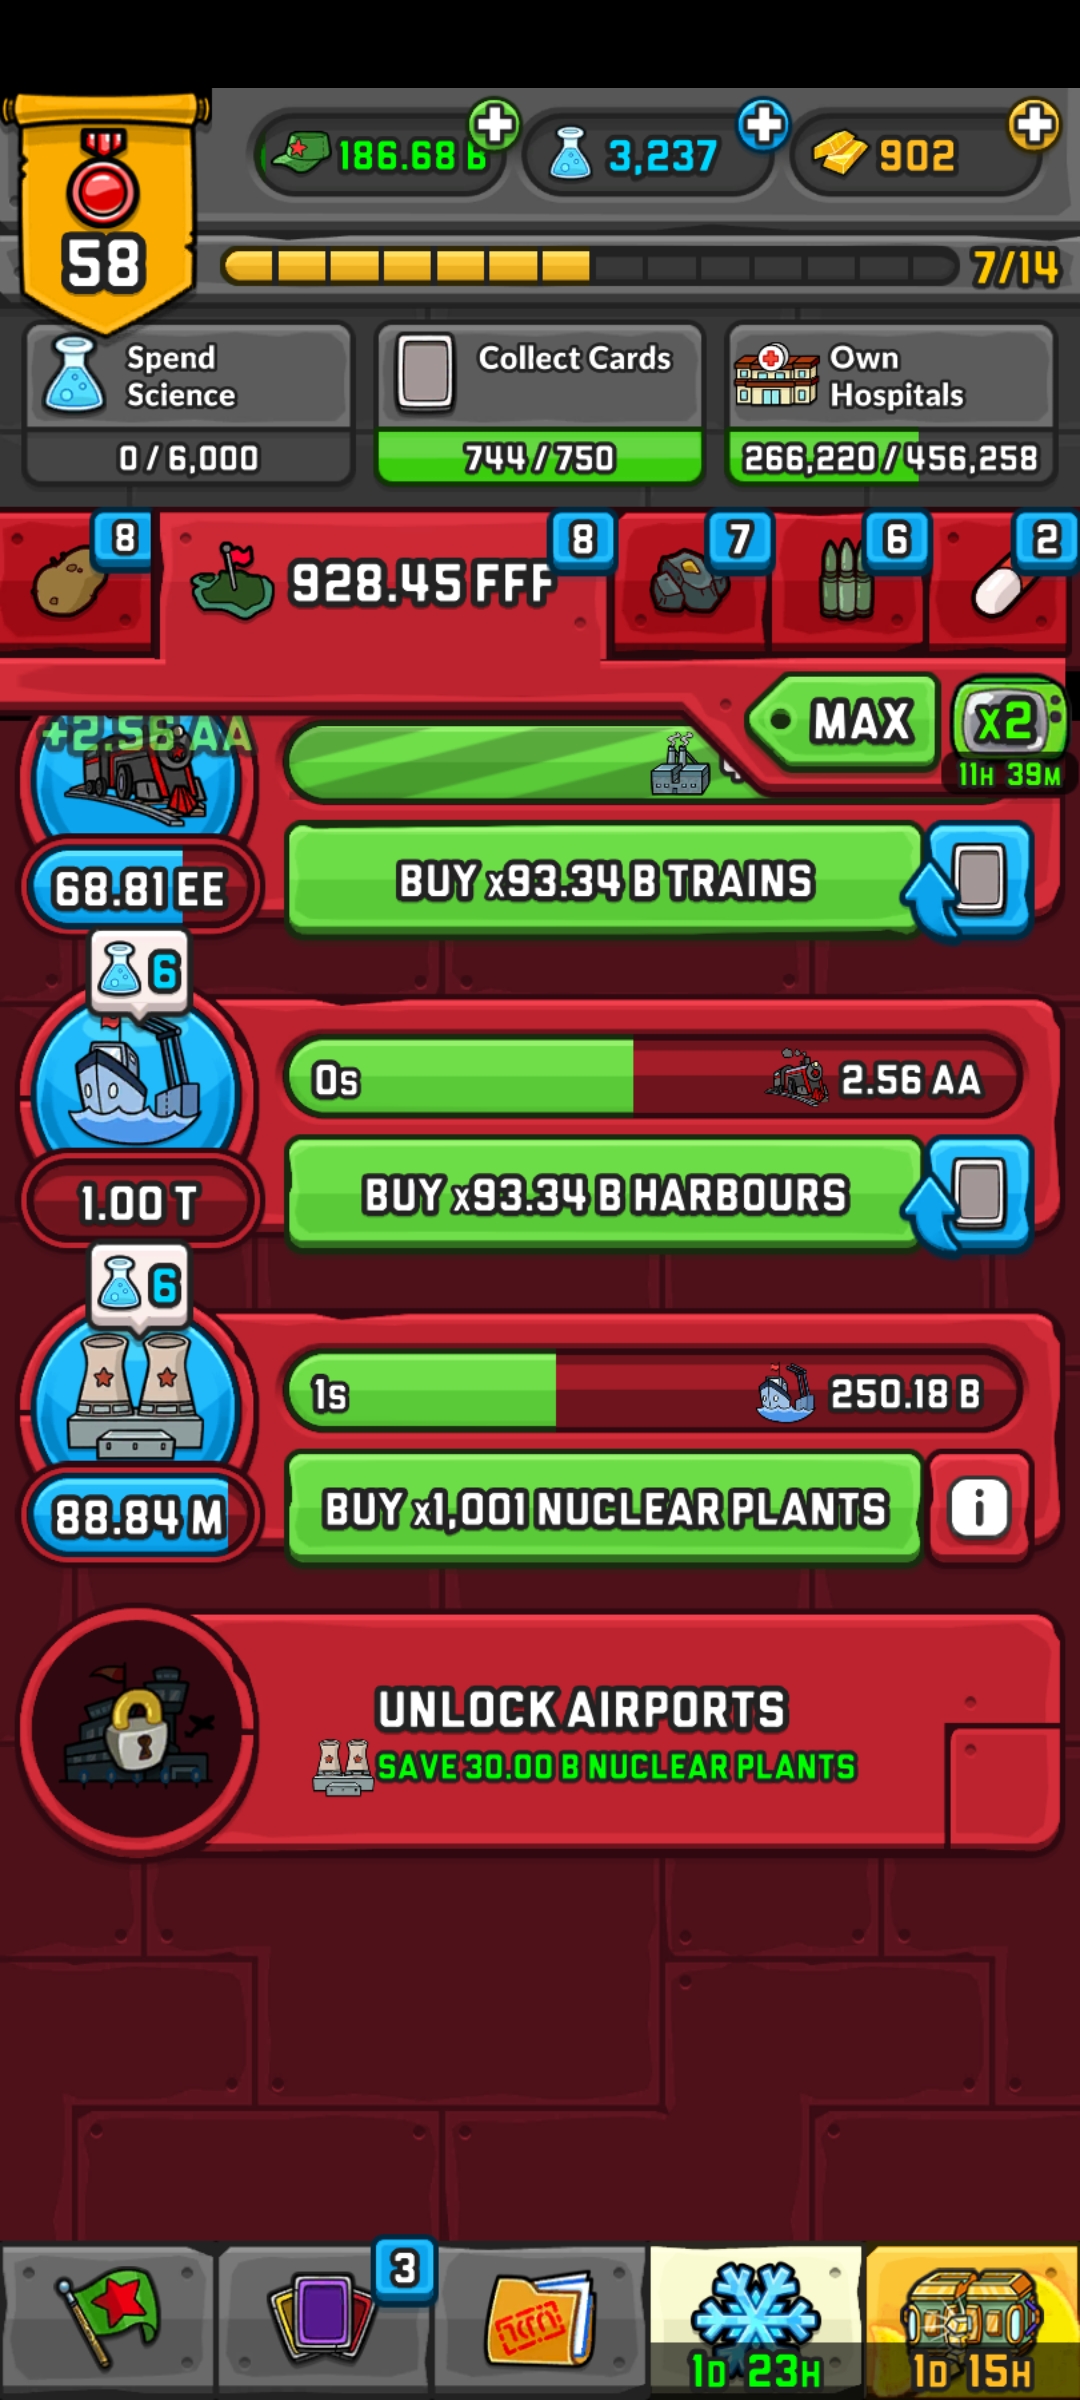 58
186.68 B
3,237
902
7/14
Spend
Science
0 / 6,000
Collect Cards
744 / 750
Own
Hospitals
266,220 / 456,258
8
928.45 FFF
8
7
6
2
MAX
x2
11H 39M
+2.56 AA
68.81 EE
BUY x93.34 B TRAINS
6
0s
2.56 AA
1.00 T
BUY x93.34 B HARBOURS
6
1s
250.18 B
88.84 M
BUY x1,001 NUCLEAR PLANTS
i
UNLOCK AIRPORTS
SAVE 30.00 B NUCLEAR PLANTS
3
1D 23H
1D 15H